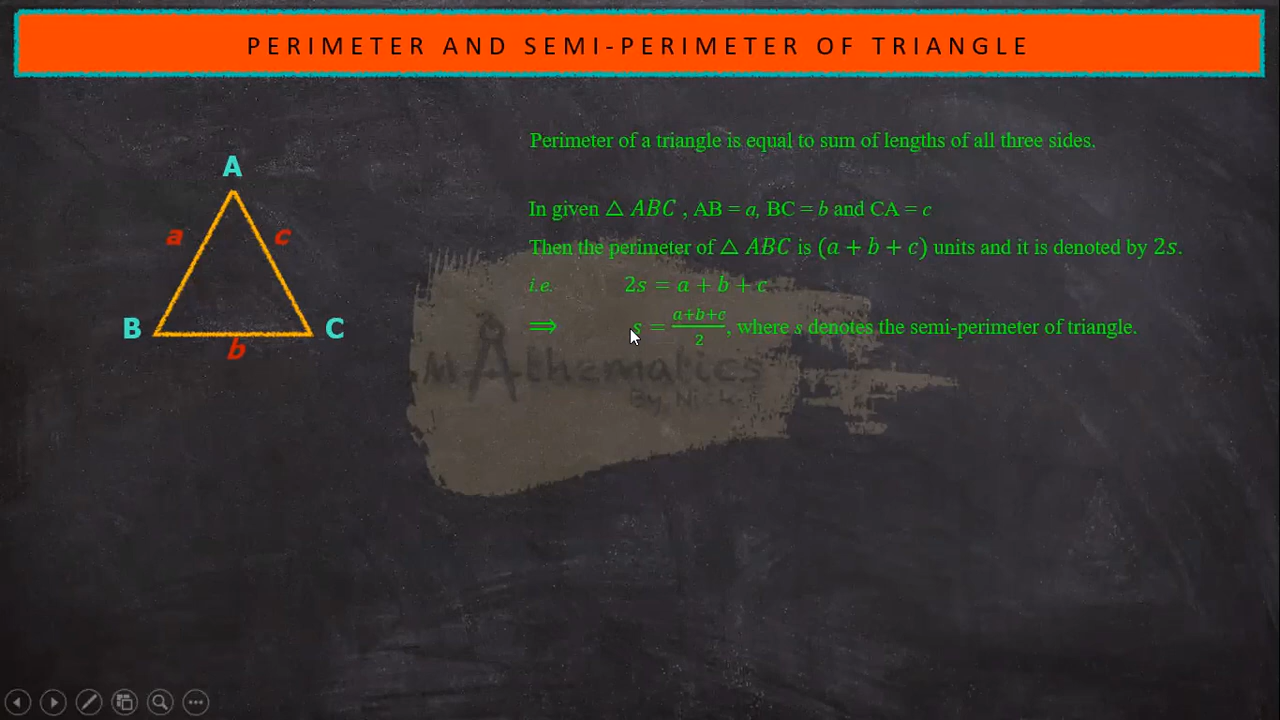 PERIMETER AND SEMI-PERIMETER OF TRIANGLE
A
a
c
B
C
b
Perimeter of a triangle is equal to sum of lengths of all three sides.
In given △ ABC , AB = a, BC = b and CA = c
Then the perimeter of △ ABC is (a + b + c) units and it is denoted by 2s.
i.e. 2s = a + b + c
⟹ s = (a+b+c)/2, where s denotes the semi-perimeter of triangle.
mAthematics
By Nick